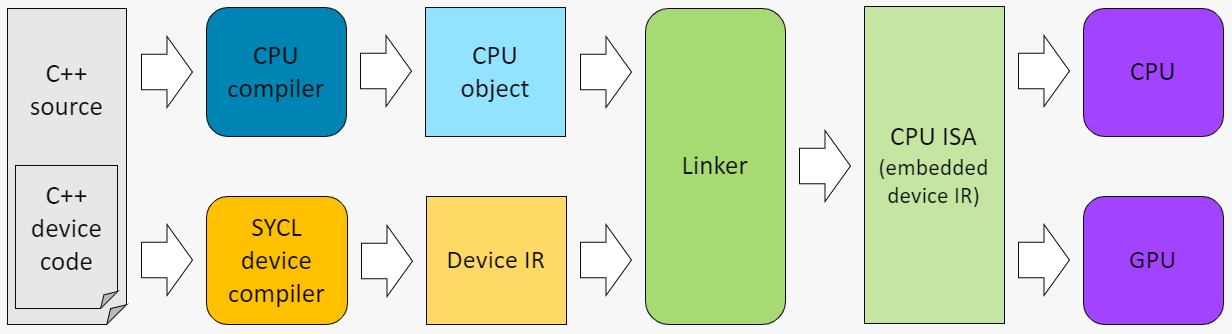 C++
source
C++
device
code
CPU
compiler
SYCL
device
compiler
CPU
object
Device IR
Linker
CPU ISA
(embedded
device IR)
CPU
GPU